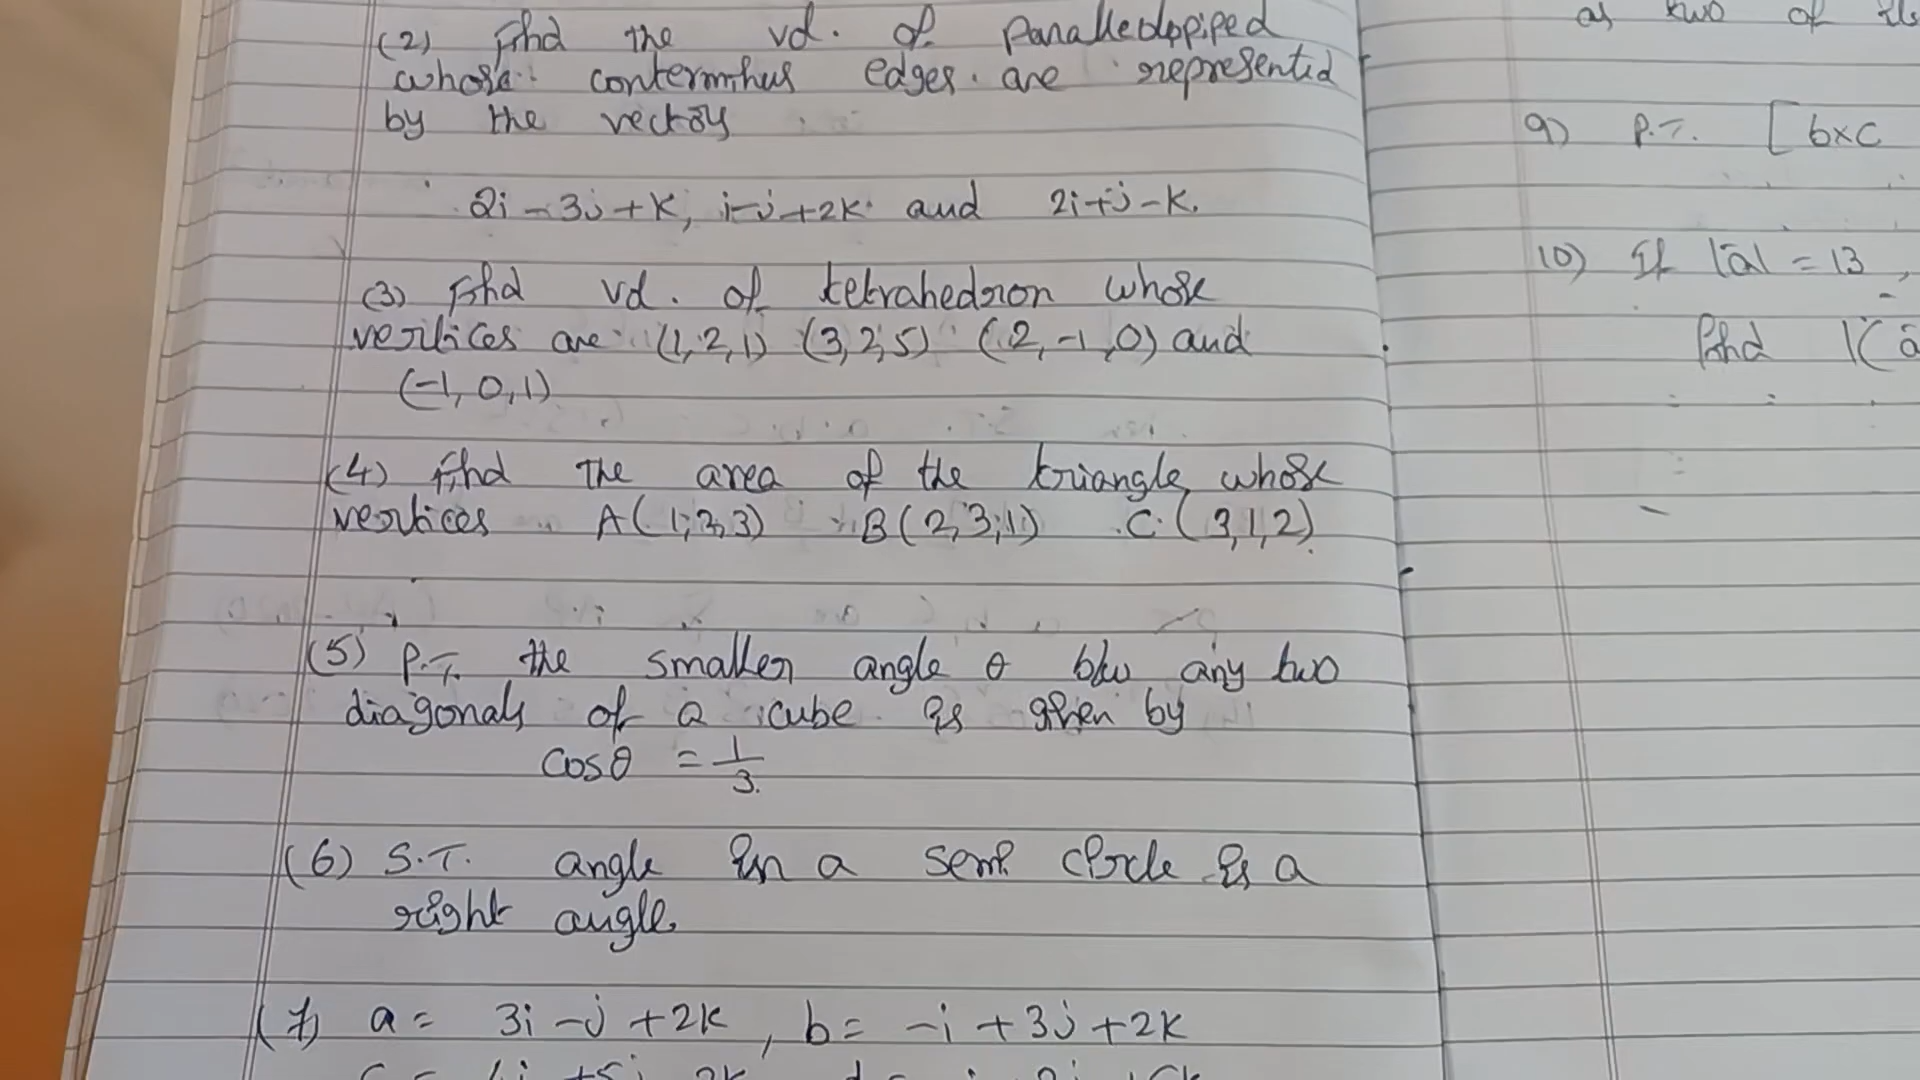 (2) Find the vol. of parallelopiped
whose conterminus edges are represented
by the vectors
2i-3j+k, i-j+2k and 2i+j-k.
(3) Find vol. of tetrahedron whose
vertices are (1,2,1) (3,2,5) (2,-1,0) and
(-1,0,1)
(4) Find the area of the triangle whose
vertices A(1,2,3) B(2,3,1) C(3,1,2)
(5) P.T. the smaller angle θ b/w any two
diagonals of a cube is given by
cosθ = 1/3.
(6) S.T. angle in a semi circle is a
right angle.
(7) a = 3i-j+2k, b = -i+3j+2k
as two of
9) P.T. [b×c
10) If |ā| = 13,
find |(ā